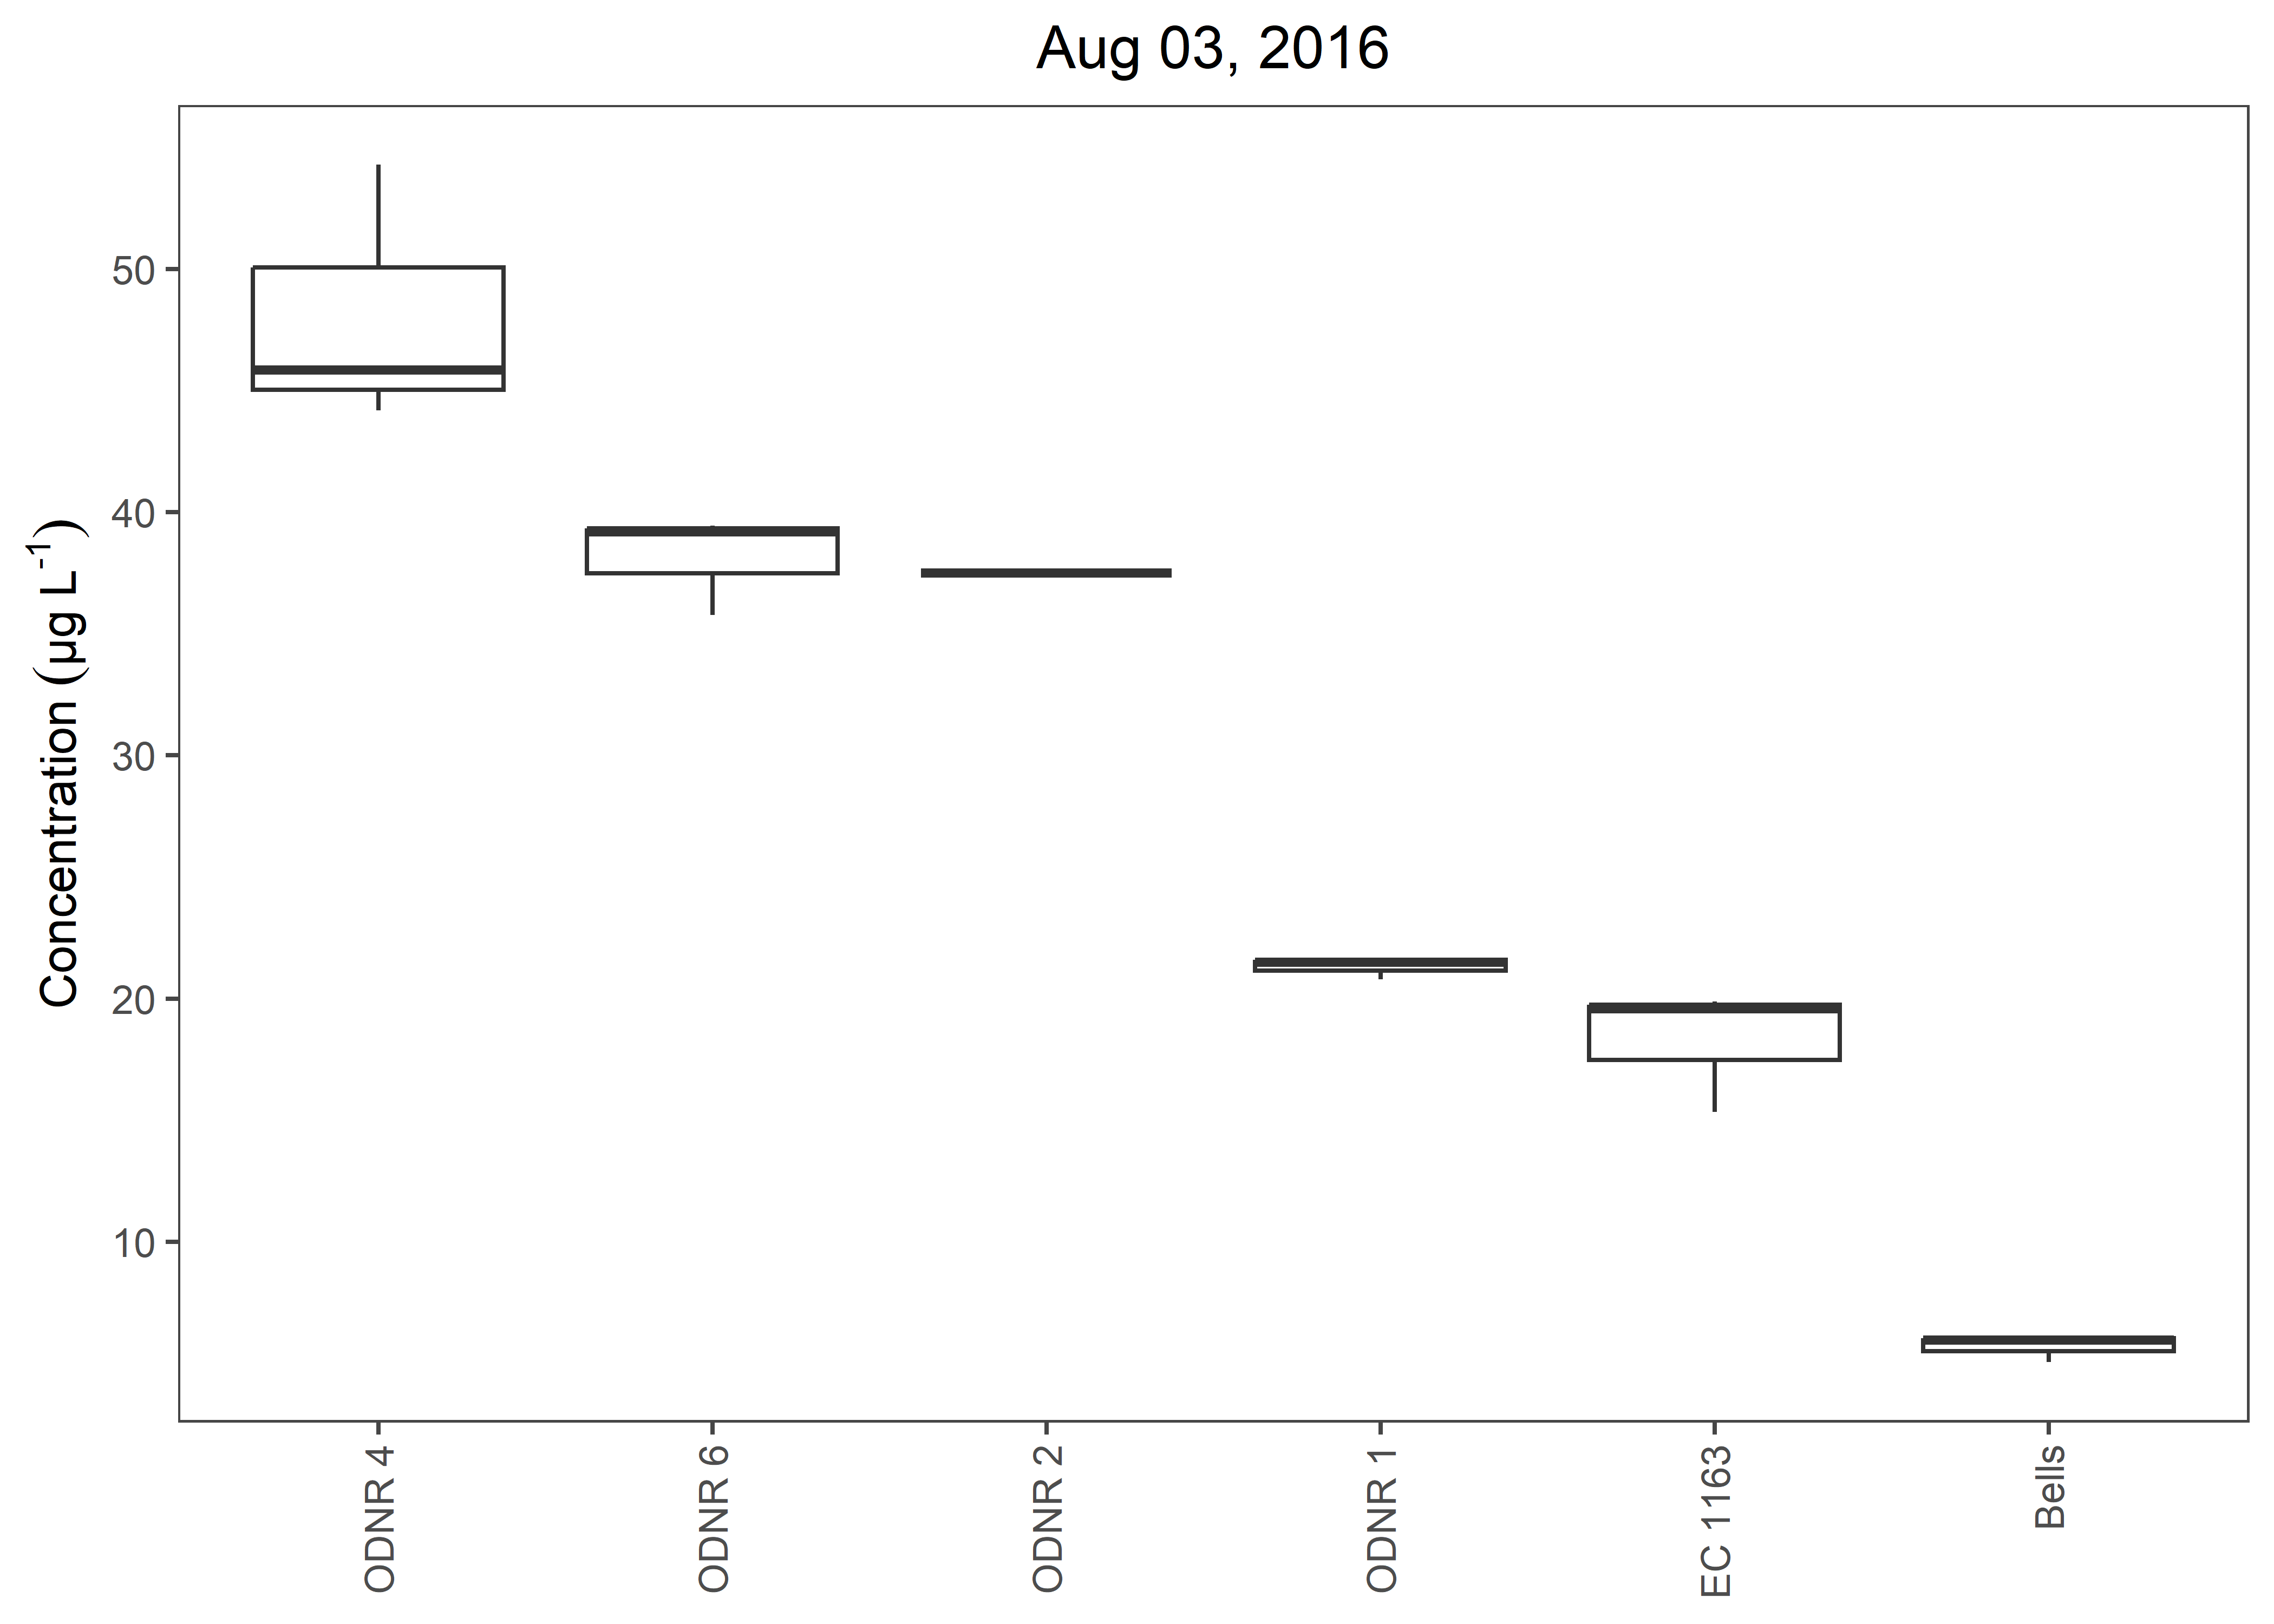 Aug 03, 2016
Concentration (µg L⁻¹)
50
40
30
20
10
ODNR 4
ODNR 6
ODNR 2
ODNR 1
EC 1163
Bells